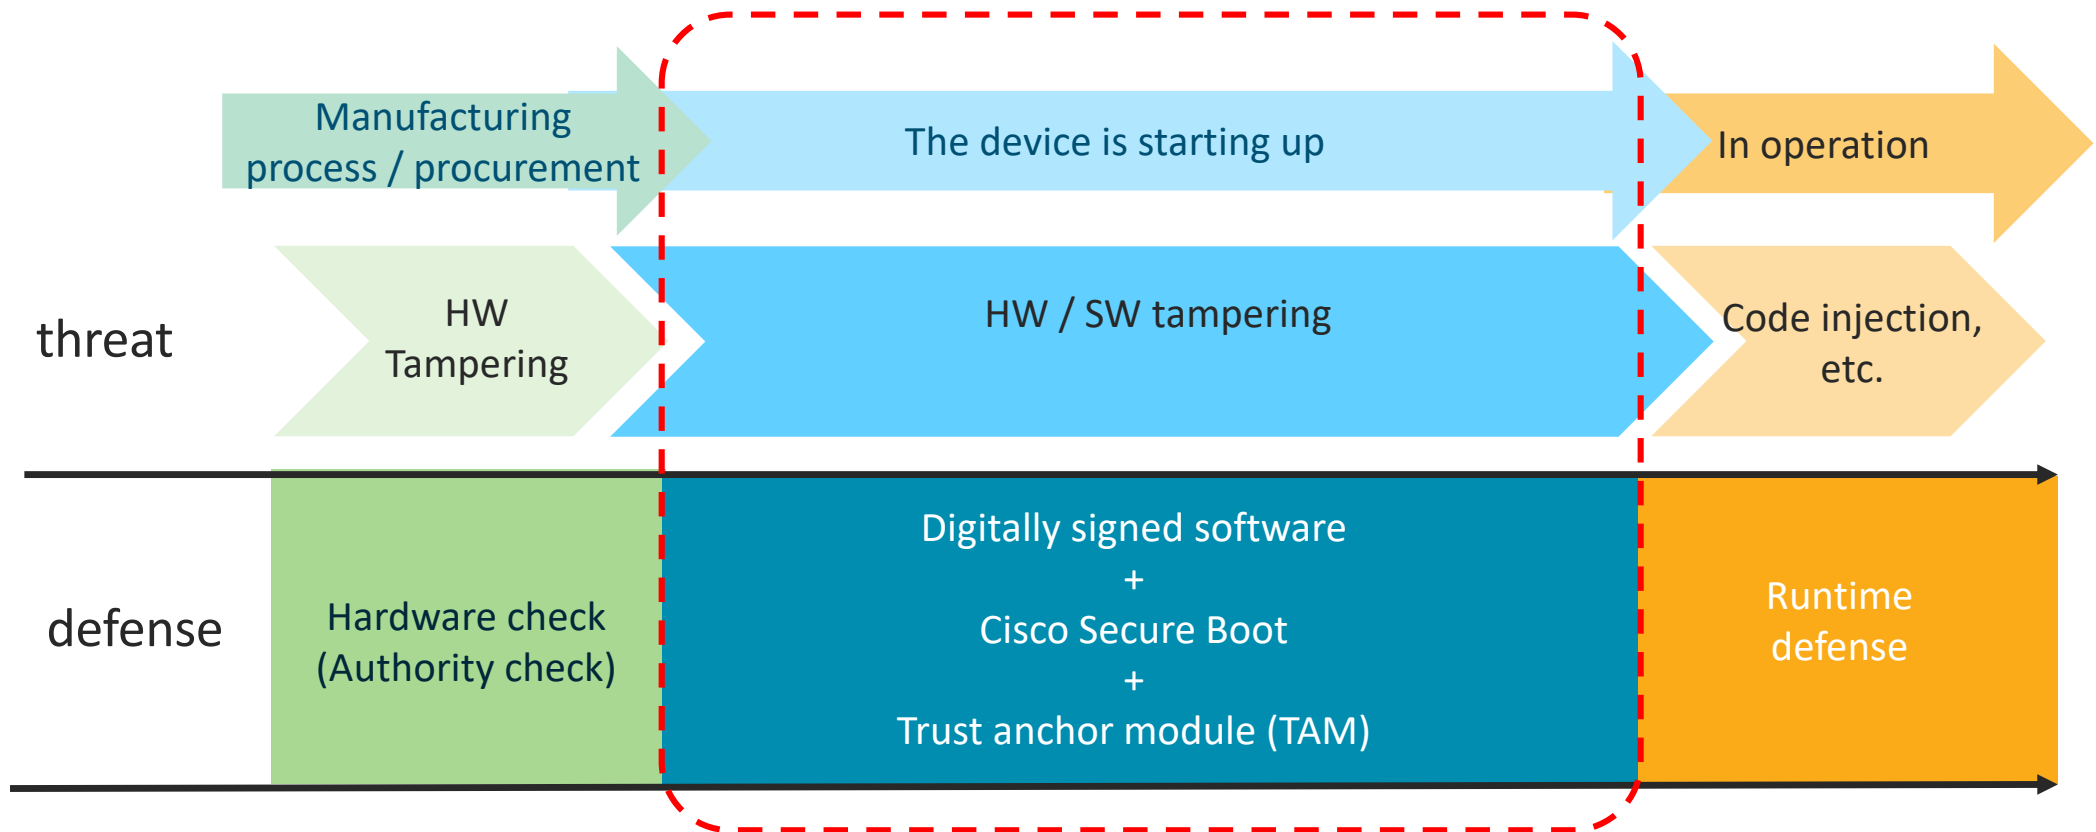 Manufacturing
process / procurement
The device is starting up
In operation
threat
HW
Tampering
HW / SW tampering
Code injection,
etc.
defense
Hardware check
(Authority check)
Digitally signed software
+
Cisco Secure Boot
+
Trust anchor module (TAM)
Runtime
defense